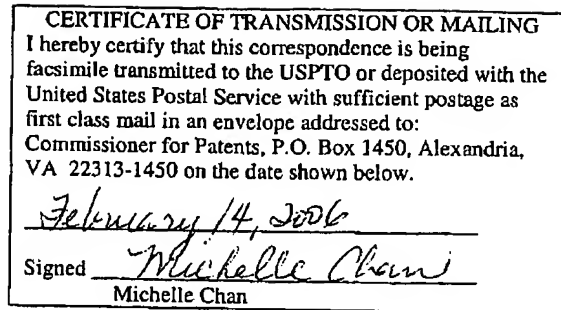 CERTIFICATE OF TRANSMISSION OR MAILING
I hereby certify that this correspondence is being
facsimile transmitted to the USPTO or deposited with the
United States Postal Service with sufficient postage as
first class mail in an envelope addressed to:
Commissioner for Patents, P.O. Box 1450, Alexandria,
VA 22313-1450 on the date shown below.
February 14, 2006
Signed Michelle Chan
Michelle Chan